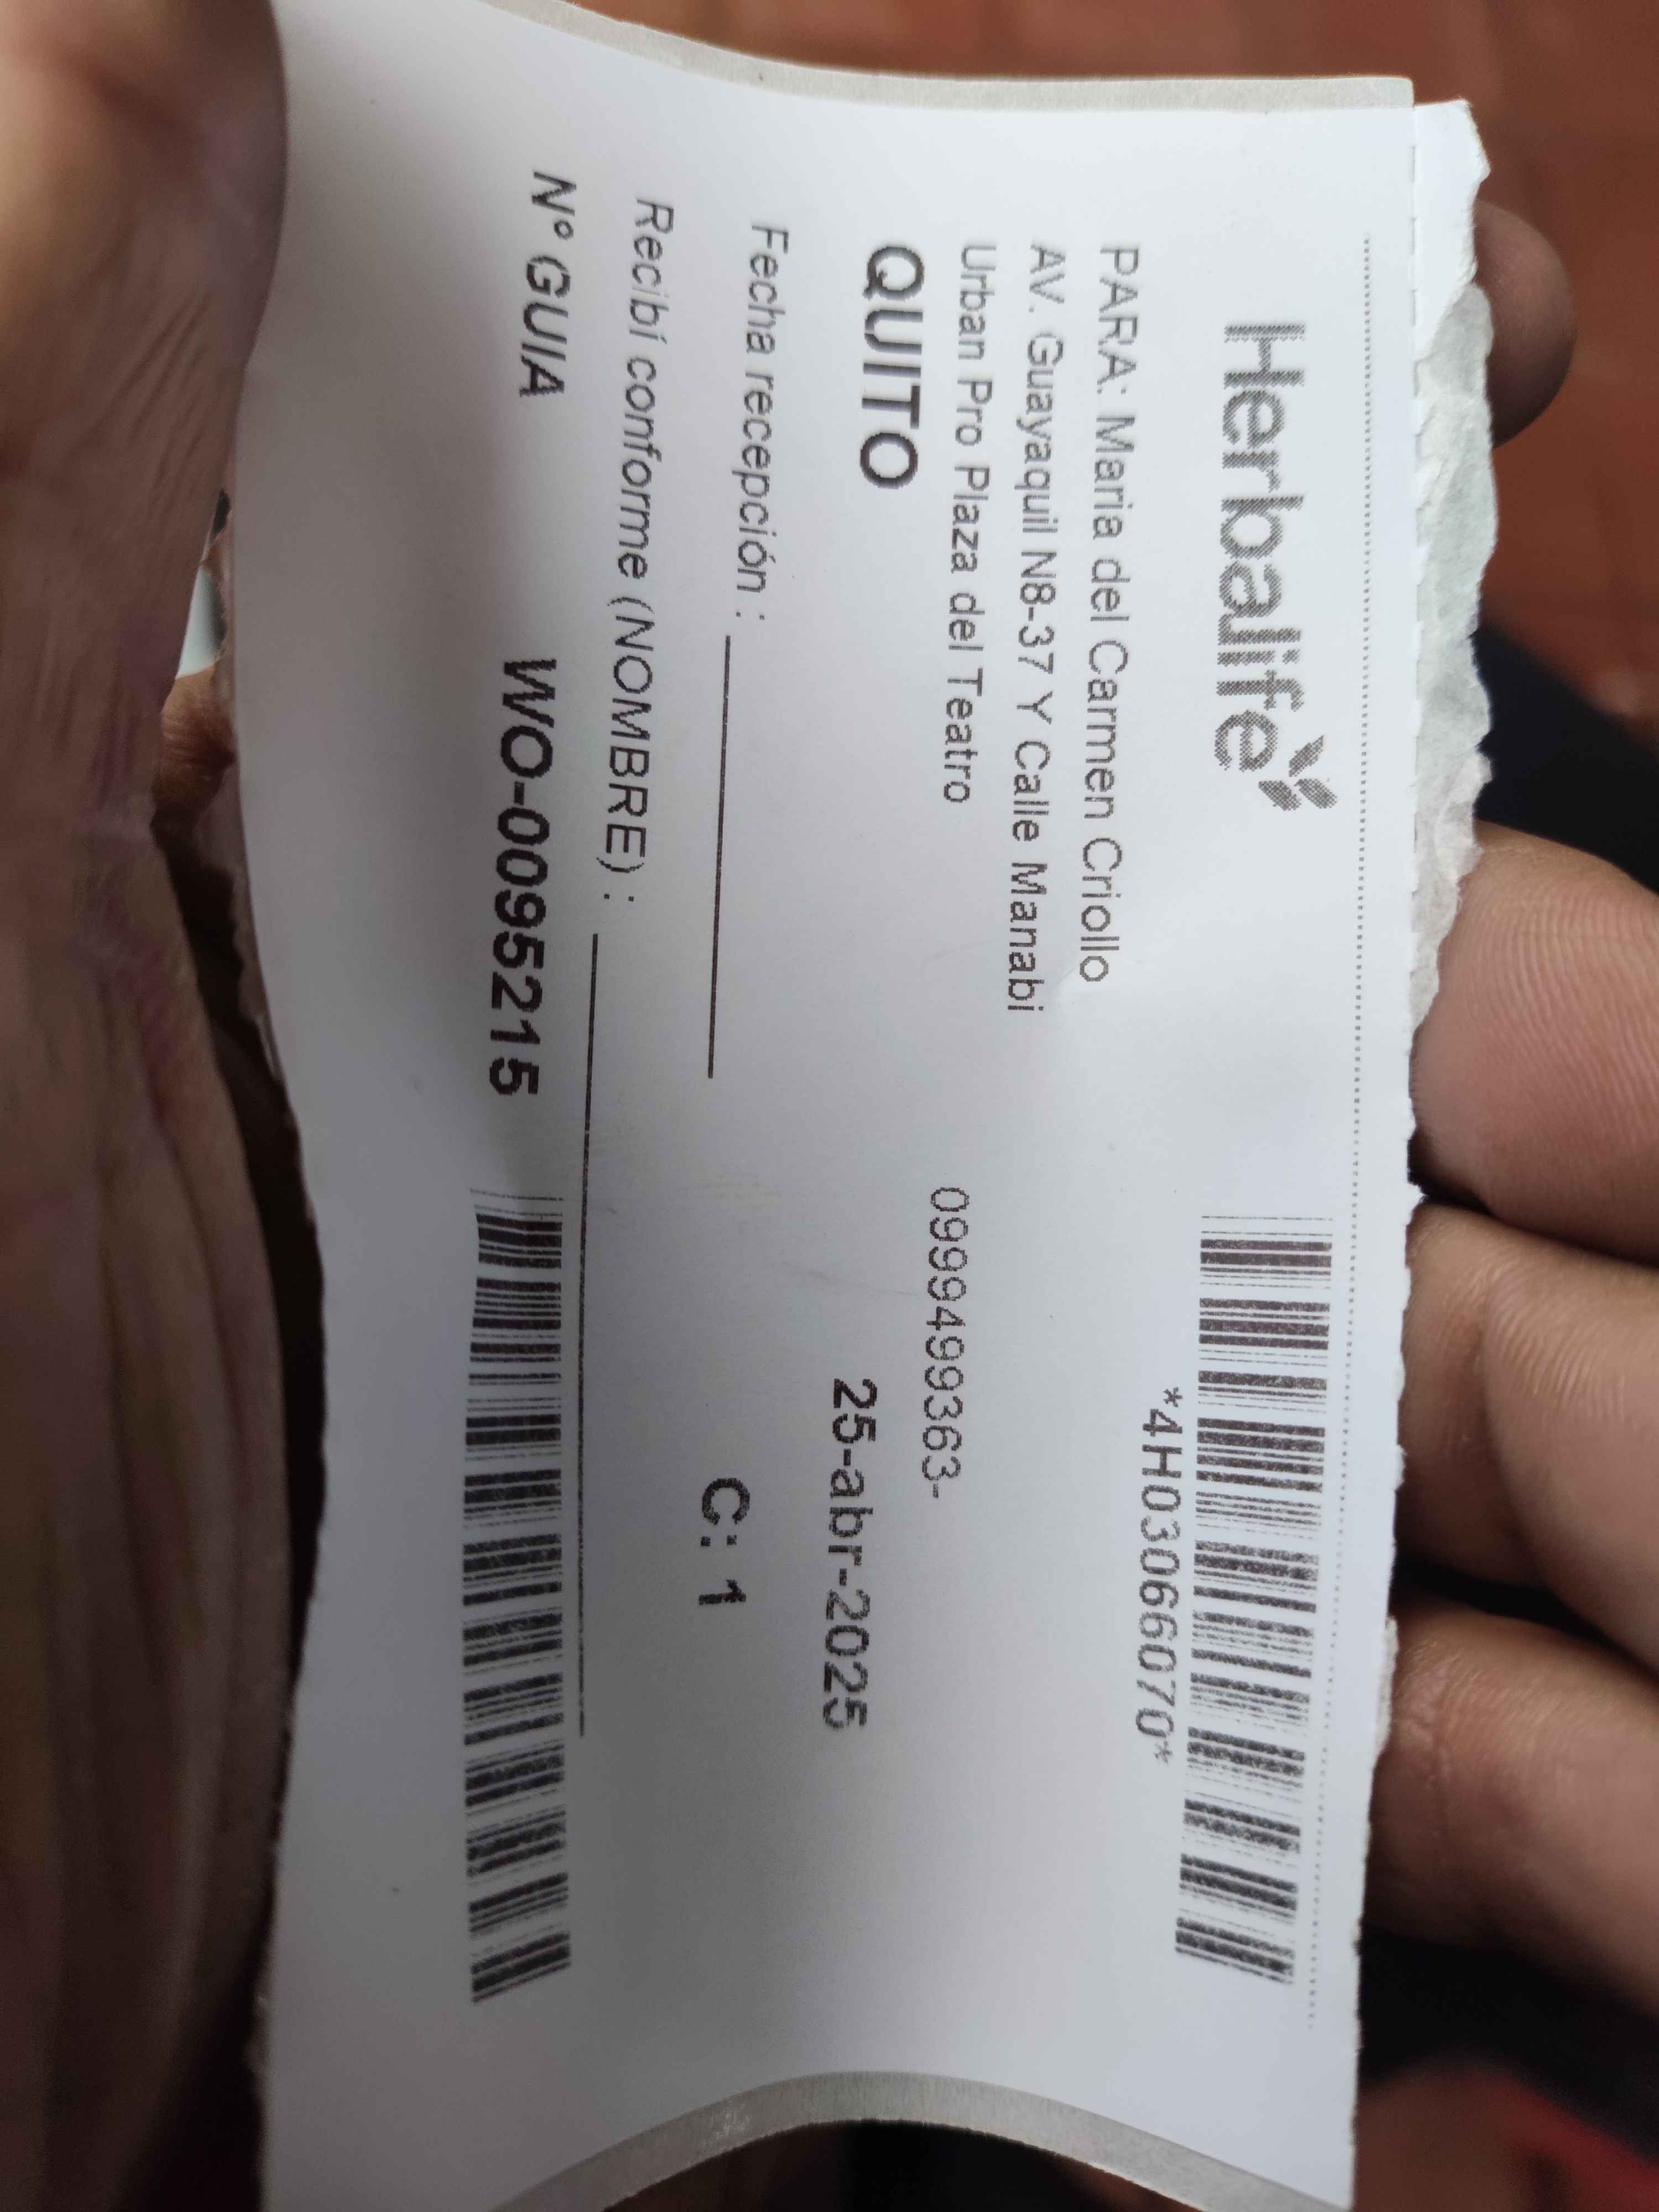 Herbalife
*4H03066070*
PARA: Maria del Carmen Criollo
AV. Guayaquil N8-37 Y Calle Manabi
Urban Pro Plaza del Teatro
0999499363-
QUITO
25-abr-2025
Fecha recepción :
C: 1
Recibí conforme (NOMBRE) :
N° GUIA WO-0095215